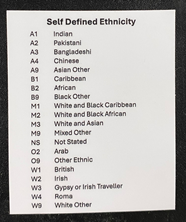 Self Defined Ethnicity
A1 Indian
A2 Pakistani
A3 Bangladeshi
A4 Chinese
A9 Asian Other
B1 Caribbean
B2 African
B9 Black Other
M1 White and Black Caribbean
M2 White and Black African
M3 White and Asian
M9 Mixed Other
NS Not Stated
O2 Arab
O9 Other Ethnic
W1 British
W2 Irish
W3 Gypsy or Irish Traveller
W4 Roma
W9 White Other